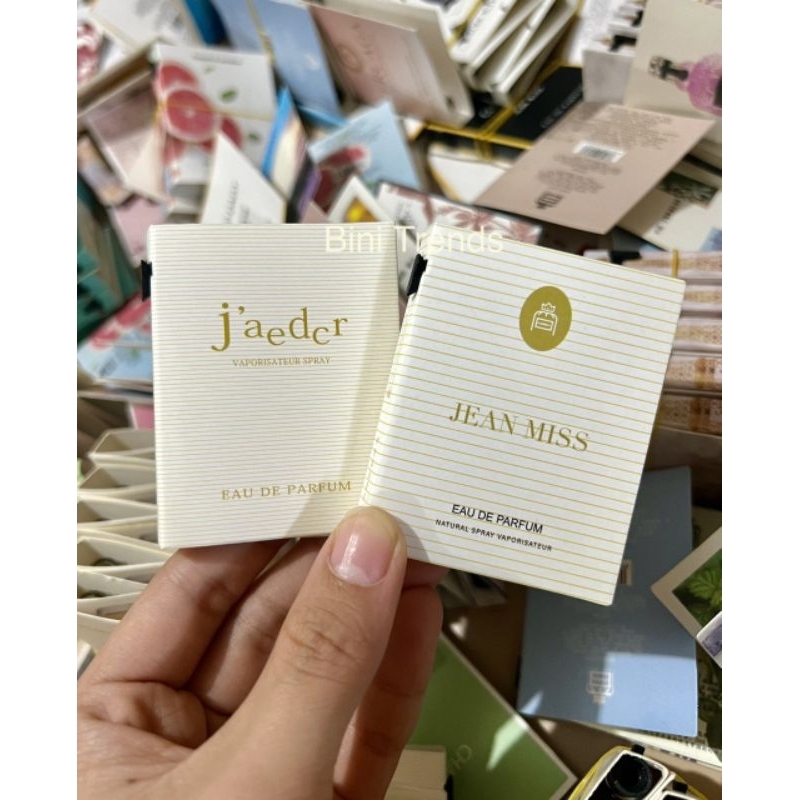 Bini Trends
j'aedcr
VAPORISATEUR SPRAY
EAU DE PARFUM
JEAN MISS
EAU DE PARFUM
NATURAL SPRAY VAPORISATEUR